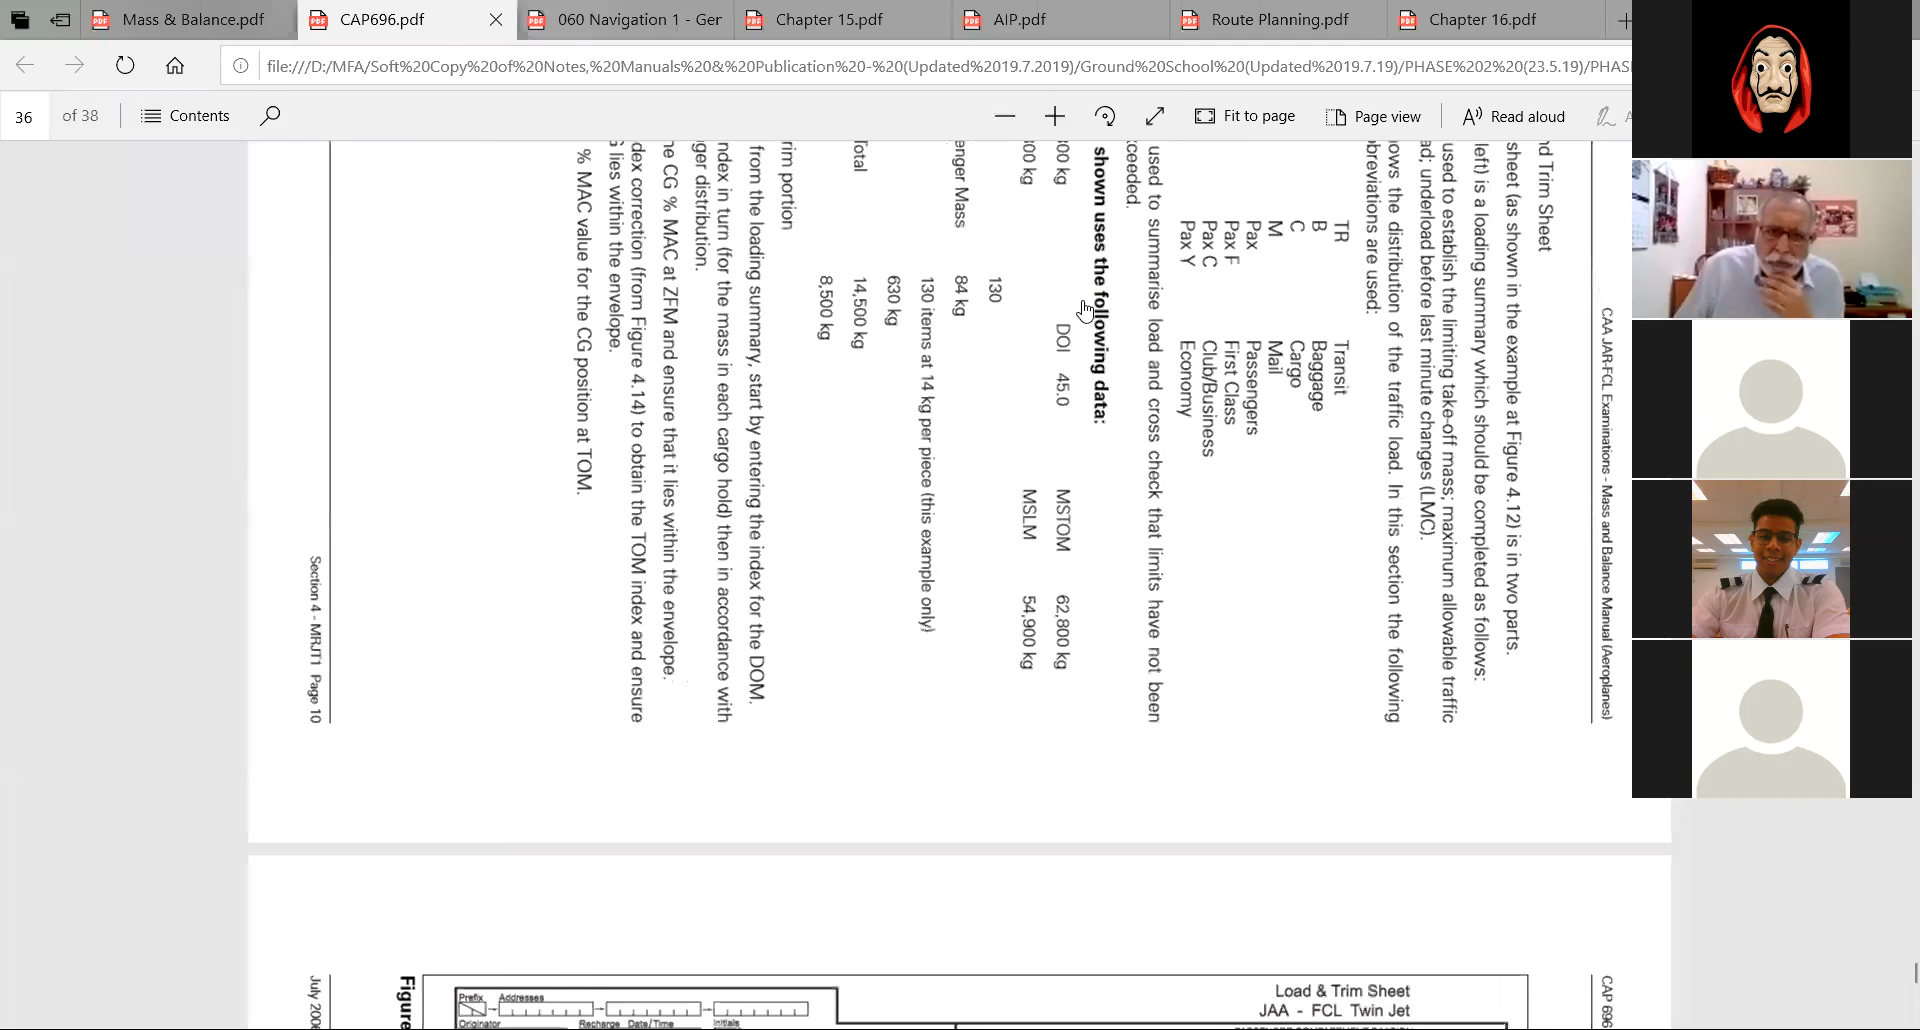 Mass & Balance.pdf
CAP696.pdf
060 Navigation 1 - Ger
Chapter 15.pdf
AIP.pdf
Route Planning.pdf
Chapter 16.pdf
file:///D:/MFA/Soft%20Copy%20of%20Notes,%20Manuals%20&%20Publication%20-%20(Updated%2019.7.2019)/Ground%20School%20(Updated%2019.7.19)/PHASE%202%20(23.5.19)/PHASE
36 of 38
Contents
Fit to page
Page view
Read aloud
CAA JAR-FCL Examinations - Mass and Balance Manual (Aeroplanes)
nd Trim Sheet
sheet (as shown in the example at Figure 4.12) is in two parts.
left) is a loading summary which should be completed as follows:
used to establish the limiting take-off mass; maximum allowable traffic
ad; underload before last minute changes (LMC).
ows the distribution of the traffic load. In this section the following
breviations are used:
TR Transit
B Baggage
C Cargo
M Mail
Pax Passengers
Pax F First Class
Pax C Club/Business
Pax Y Economy
used to summarise load and cross check that limits have not been
ceeded.
shown uses the following data:
00 kg DOI 45.0 MSTOM 62,800 kg
00 kg MSLM 54,900 kg
130
enger Mass 84 kg
130 items at 14 kg per piece (this example only)
630 kg
Total 14,500 kg
8,500 kg
rim portion
from the loading summary, start by entering the index for the DOM.
ndex in turn (for the mass in each cargo hold) then in accordance with
ger distribution.
he CG % MAC at ZFM and ensure that it lies within the envelope.
dex correction (from Figure 4.14) to obtain the TOM index and ensure
G lies within the envelope.
% MAC value for the CG position at TOM.
Section 4 - MRJT1 Page 10
CAP 696
Load & Trim Sheet
JAA - FCL Twin Jet
Prefix Addresses
Originator Recharge Date/Time Initials
Figure
July 2006